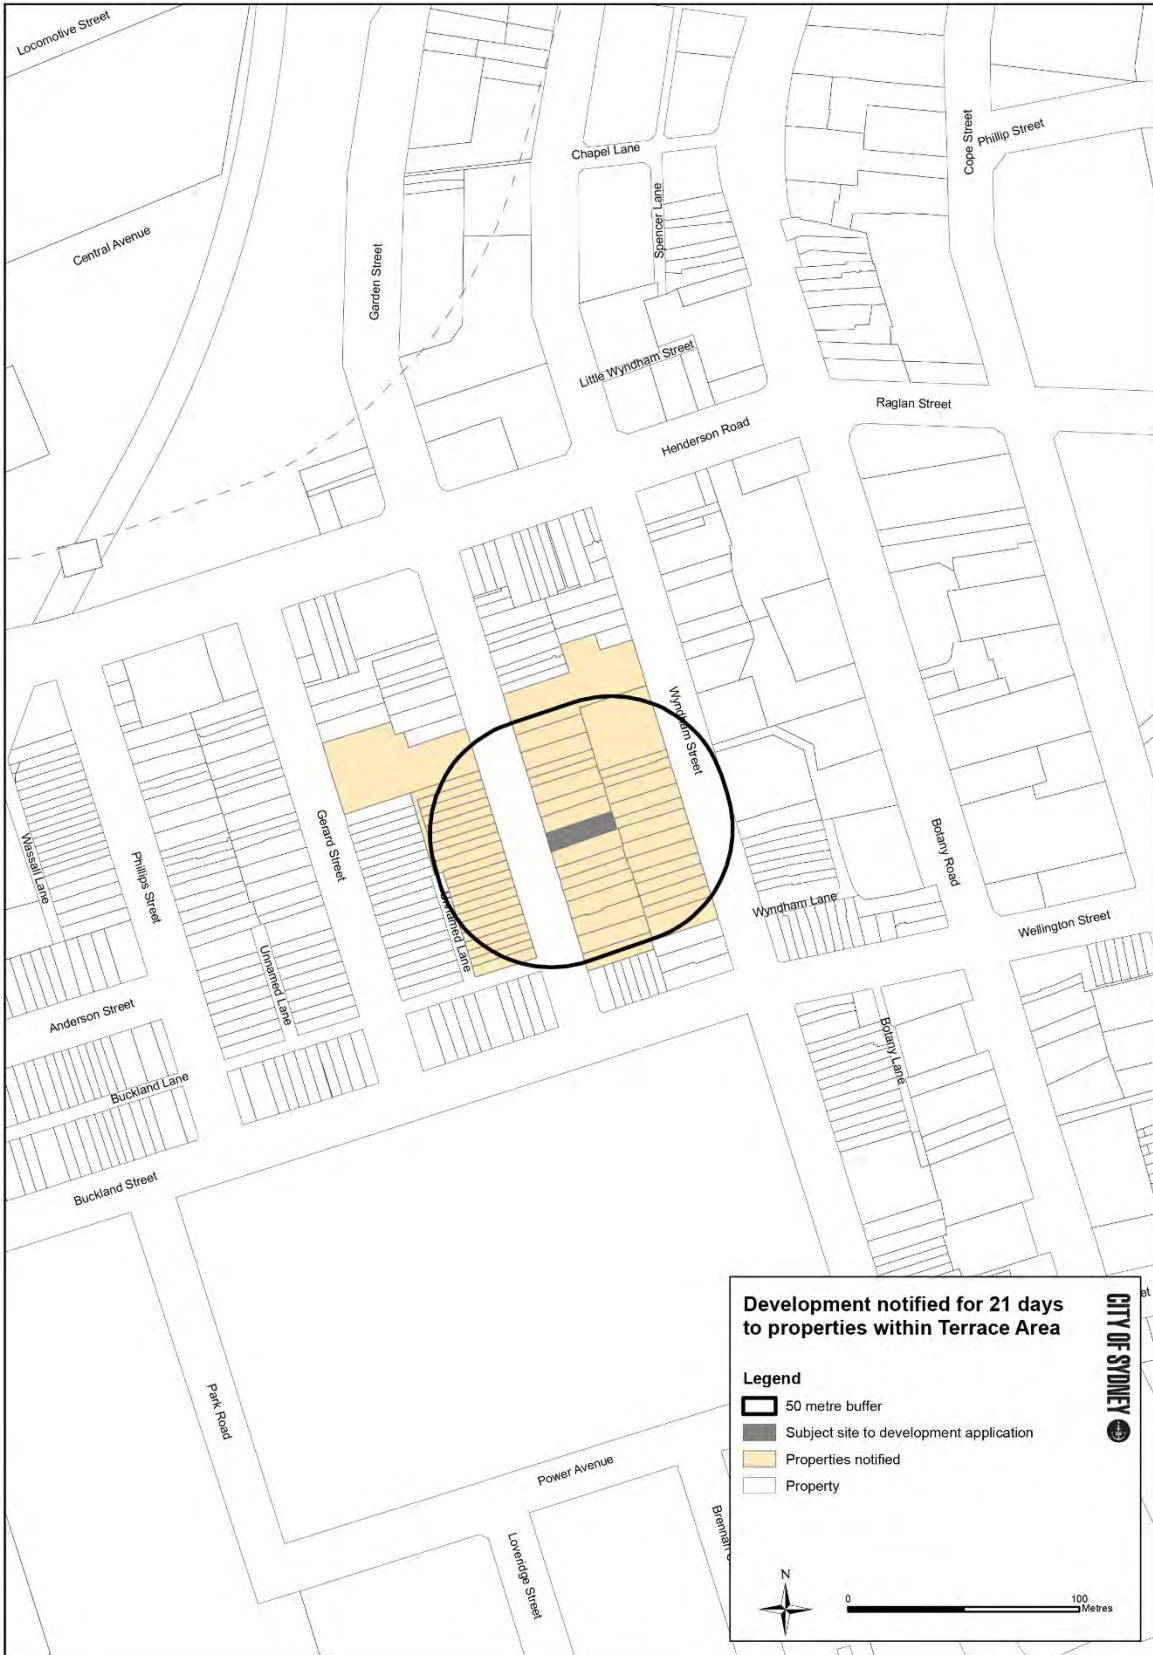 Locomotive Street
Cope Street
Phillip Street
Chapel Lane
Spencer Lane
Central Avenue
Garden Street
Little Wyndham Street
Raglan Street
Henderson Road
Wyndham Street
Gerard Street
Botany Road
Wassall Lane
Phillips Street
Wyndham Lane
Unnamed Lane
Wellington Street
Unnamed Lane
Anderson Street
Botany Lane
Buckland Lane
Buckland Street
Park Road
Power Avenue
Loveridge Street
Development notified for 21 days
to properties within Terrace Area
CITY OF SYDNEY
Legend
50 metre buffer
Subject site to development application
Properties notified
Property
N
0 100
Metres